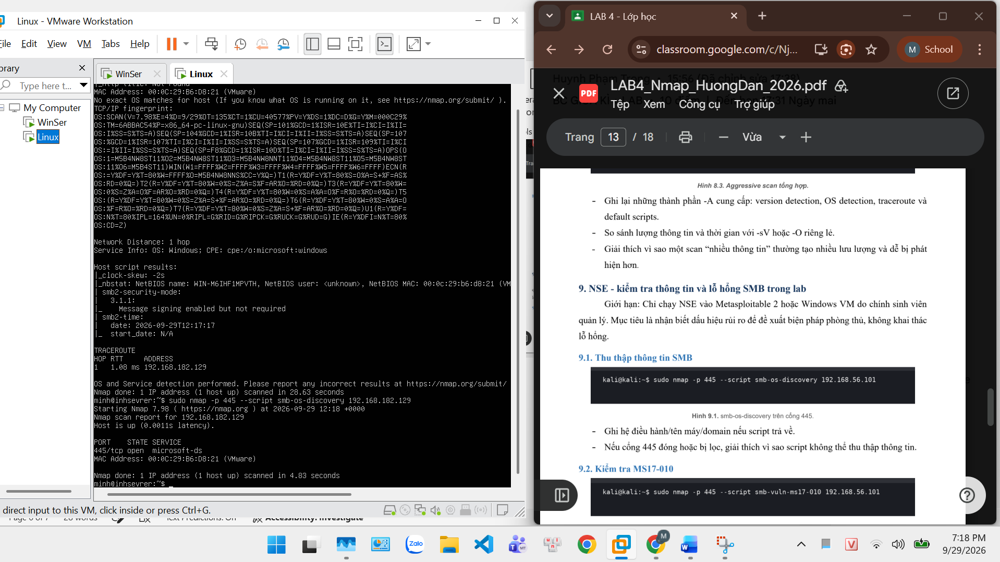 Linux - VMware Workstation
File Edit View VM Tabs Help
Library
Type here t...
My Computer
WinSer
Linux
WinSer
Linux
MAC Address: 00:0C:29:B6:D8:21 (VMware)
No exact OS matches for host (If you know what OS is running on it, see https://nmap.org/submit/ ).
TCP/IP fingerprint:
OS:SCAN(V=7.98%E=4%D=9/29%OT=135%CT=1%CU=40577%PV=Y%DS=1%DC=D%G=Y%M=000C29%
OS:TM=6ABBAC54%P=x86_64-pc-linux-gnu)SEQ(SP=101%GCD=1%ISR=10E%TI=I%CI=I%II=
OS:I%SS=S%TS=A)SEQ(SP=104%GCD=1%ISR=10B%TI=I%CI=I%II=I%SS=S%TS=A)SEQ(SP=107
OS:%GCD=1%ISR=107%TI=I%CI=I%II=I%SS=S%TS=A)SEQ(SP=107%GCD=1%ISR=109%TI=I%CI
OS:=I%II=I%SS=S%TS=A)SEQ(SP=F8%GCD=1%ISR=10D%TI=I%CI=I%II=I%SS=S%TS=A)OPS(O
OS:1=M5B4NW8ST11%O2=M5B4NW8ST11%O3=M5B4NW8NNT11%O4=M5B4NW8ST11%O5=M5B4NW8ST
OS:11%O6=M5B4ST11)WIN(W1=FFFF%W2=FFFF%W3=FFFF%W4=FFFF%W5=FFFF%W6=FFFF)ECN(R
OS:=Y%DF=Y%T=80%W=FFFF%O=M5B4NW8NNS%CC=Y%Q=)T1(R=Y%DF=Y%T=80%S=O%A=S+%F=AS%
OS:RD=0%Q=)T2(R=Y%DF=Y%T=80%W=0%S=Z%A=S%F=AR%O=%RD=0%Q=)T3(R=Y%DF=Y%T=80%W=
OS:0%S=Z%A=O%F=AR%O=%RD=0%Q=)T4(R=Y%DF=Y%T=80%W=0%S=A%A=O%F=R%O=%RD=0%Q=)T5
OS:(R=Y%DF=Y%T=80%W=0%S=Z%A=S+%F=AR%O=%RD=0%Q=)T6(R=Y%DF=Y%T=80%W=0%S=A%A=O
OS:%F=R%O=%RD=0%Q=)T7(R=Y%DF=Y%T=80%W=0%S=Z%A=S+%F=AR%O=%RD=0%Q=)U1(R=Y%DF=
OS:N%T=80%IPL=164%UN=0%RIPL=G%RID=G%RIPCK=G%RUCK=G%RUD=G)IE(R=Y%DFI=N%T=80%
OS:CD=Z)
Network Distance: 1 hop
Service Info: OS: Windows; CPE: cpe:/o:microsoft:windows
Host script results:
|_clock-skew: -2s
|_nbstat: NetBIOS name: WIN-M6IHF1MPVTH, NetBIOS user: <unknown>, NetBIOS MAC: 00:0c:29:b6:d8:21 (VM
| smb2-security-mode:
|   3.1.1:
|_    Message signing enabled but not required
| smb2-time:
|   date: 2026-09-29T12:17:17
|_  start_date: N/A
TRACEROUTE
HOP RTT     ADDRESS
1   1.08 ms 192.168.182.129
OS and Service detection performed. Please report any incorrect results at https://nmap.org/submit/
Nmap done: 1 IP address (1 host up) scanned in 28.63 seconds
minh@inhsevrer:~$ sudo nmap -p 445 --script smb-os-discovery 192.168.182.129
Starting Nmap 7.98 ( https://nmap.org ) at 2026-09-29 12:18 +0000
Nmap scan report for 192.168.182.129
Host is up (0.0011s latency).
PORT    STATE SERVICE
445/tcp open  microsoft-ds
MAC Address: 00:0C:29:B6:D8:21 (VMware)
Nmap done: 1 IP address (1 host up) scanned in 4.83 seconds
minh@inhsevrer:~$ _
direct input to this VM, click inside or press Ctrl+G.
LAB 4 - Lớp học
classroom.google.com/c/Nj...
M School
Huynh Phạm Trọng • 15:56 (Đã chỉnh sửa 17:38)
LAB4_Nmap_HuongDan_2026.pdf
PDF
Tệp Xem Công cụ Trợ giúp
Trang 13 / 18
Vừa
Hình 8.3. Aggressive scan tổng hợp.
- Ghi lại những thành phần -A cung cấp: version detection, OS detection, traceroute và
default scripts.
- So sánh lượng thông tin và thời gian với -sV hoặc -O riêng lẻ.
- Giải thích vì sao một scan “nhiều thông tin” thường tạo nhiều lưu lượng và dễ bị phát
hiện hơn.
9. NSE - kiểm tra thông tin và lỗ hổng SMB trong lab
Giới hạn: Chỉ chạy NSE vào Metasploitable 2 hoặc Windows VM do chính sinh viên
quản lý. Mục tiêu là nhận biết dấu hiệu rủi ro để đề xuất biện pháp phòng thủ, không khai thác
lỗ hổng.
9.1. Thu thập thông tin SMB
kali@kali:~$ sudo nmap -p 445 --script smb-os-discovery 192.168.56.101
Hình 9.1. smb-os-discovery trên cổng 445.
- Ghi hệ điều hành/tên máy/domain nếu script trả về.
- Nếu cổng 445 đóng hoặc bị lọc, giải thích vì sao script không thể thu thập thông tin.
9.2. Kiểm tra MS17-010
kali@kali:~$ sudo nmap -p 445 --script smb-vuln-ms17-010 192.168.56.101
Zalo
7:18 PM
9/29/2026